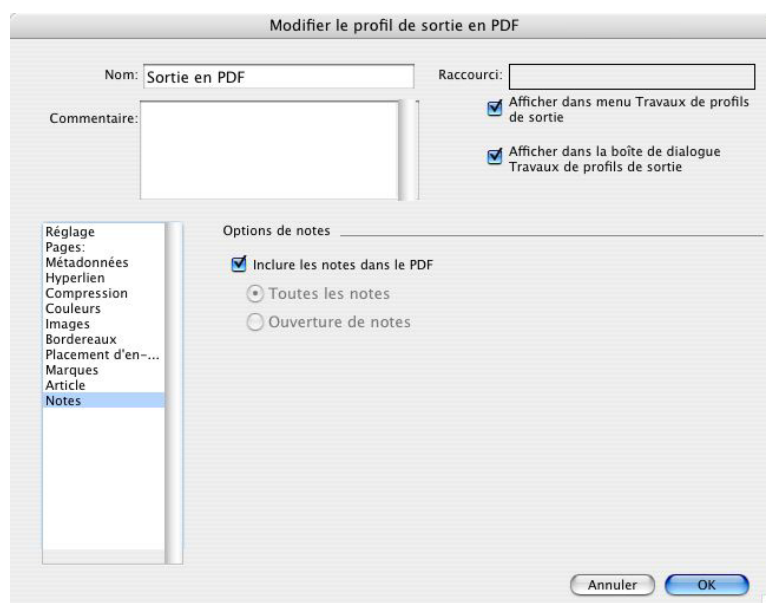 Modifier le profil de sortie en PDF
Nom: Sortie en PDF
Raccourci:
Commentaire:
Afficher dans menu Travaux de profils
de sortie
Afficher dans la boîte de dialogue
Travaux de profils de sortie
Réglage
Pages:
Métadonnées
Hyperlien
Compression
Couleurs
Images
Bordereaux
Placement d'en-...
Marques
Article
Notes
Options de notes
Inclure les notes dans le PDF
Toutes les notes
Ouverture de notes
Annuler
OK